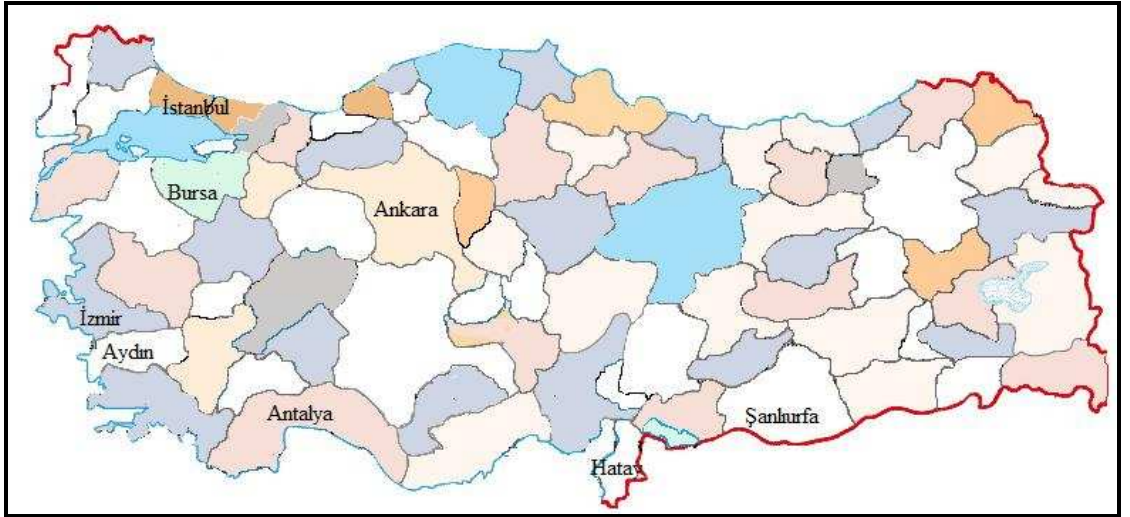 İstanbul
Bursa
Ankara
İzmir
Aydın
Antalya
Şanlıurfa
Hatay